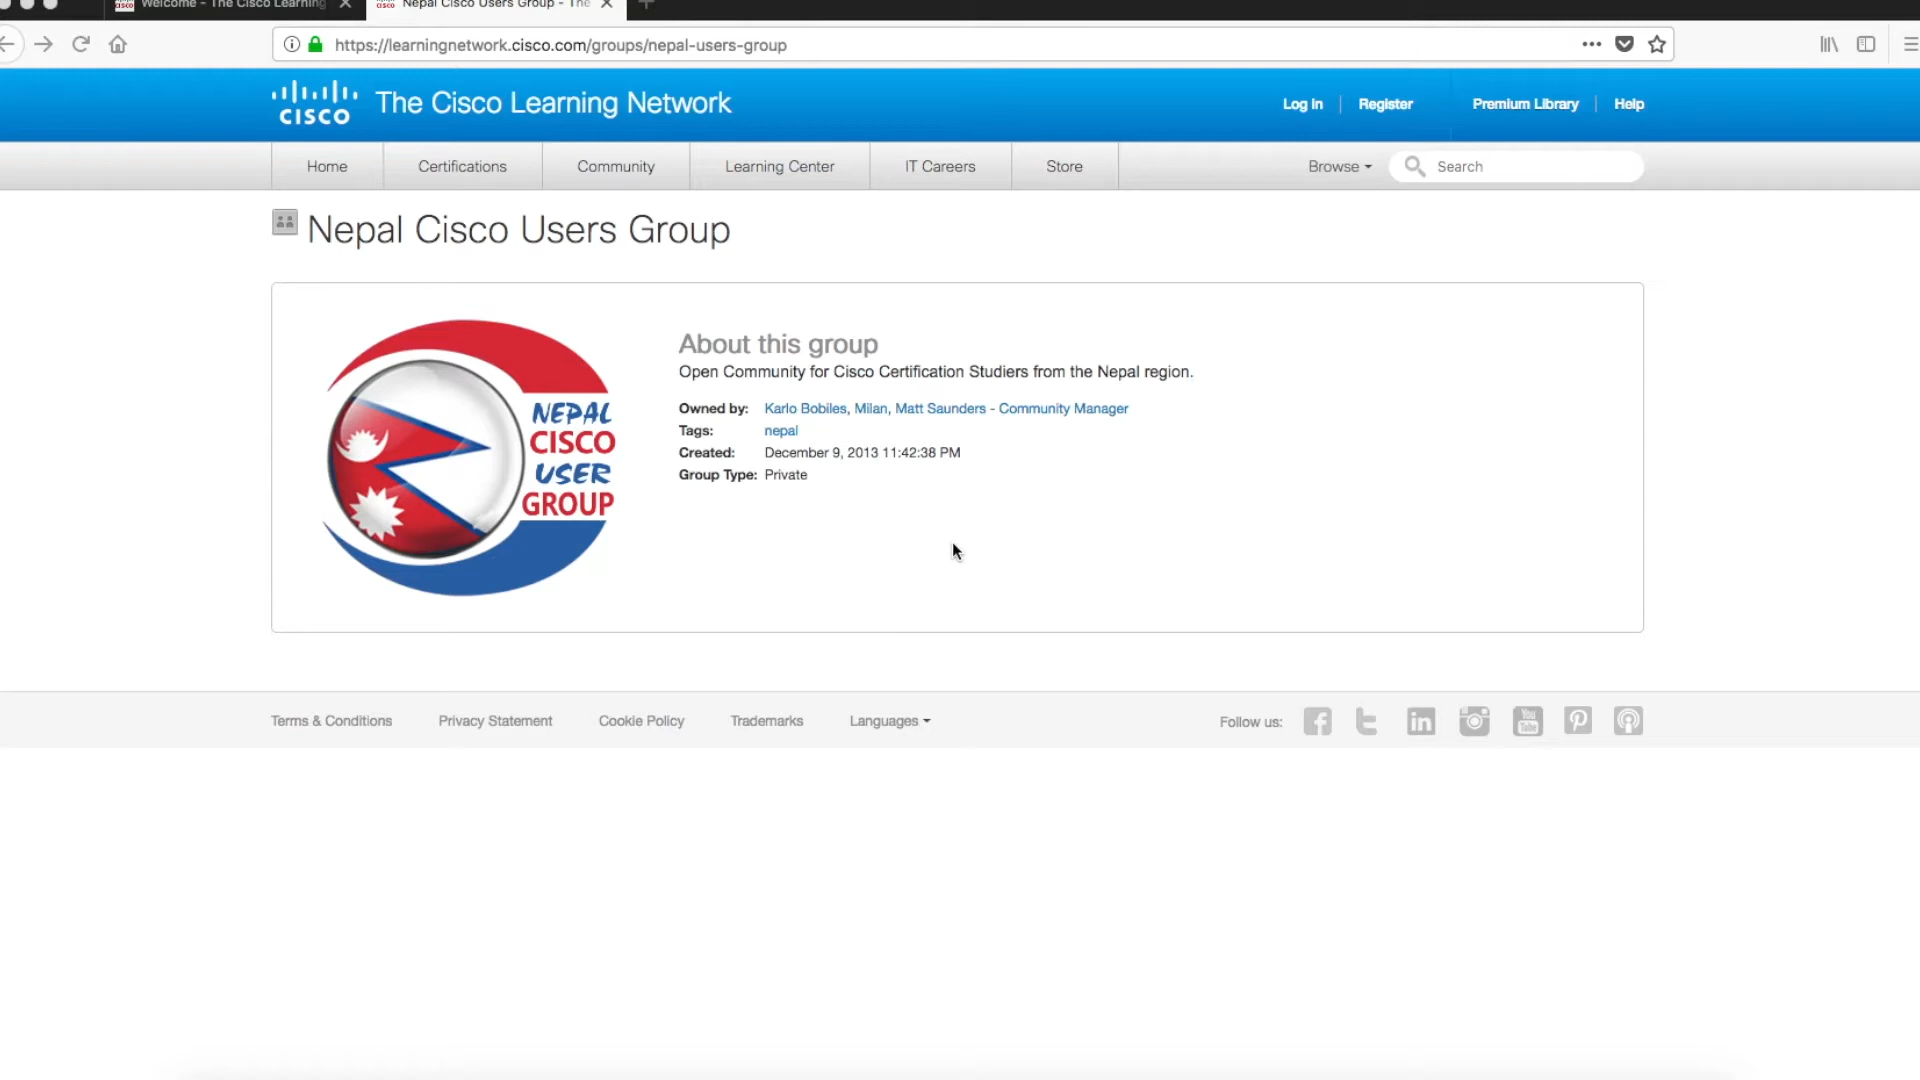 Welcome - The Cisco Learning
Nepal Cisco Users Group - The
https://learningnetwork.cisco.com/groups/nepal-users-group
CISCO
The Cisco Learning Network
Log in
Register
Premium Library
Help
Home
Certifications
Community
Learning Center
IT Careers
Store
Browse
Search
Nepal Cisco Users Group
NEPAL
CISCO
USER
GROUP
About this group
Open Community for Cisco Certification Studiers from the Nepal region.
Owned by: Karlo Bobiles, Milan, Matt Saunders - Community Manager
Tags: nepal
Created: December 9, 2013 11:42:38 PM
Group Type: Private
Terms & Conditions
Privacy Statement
Cookie Policy
Trademarks
Languages
Follow us:
You
Tube